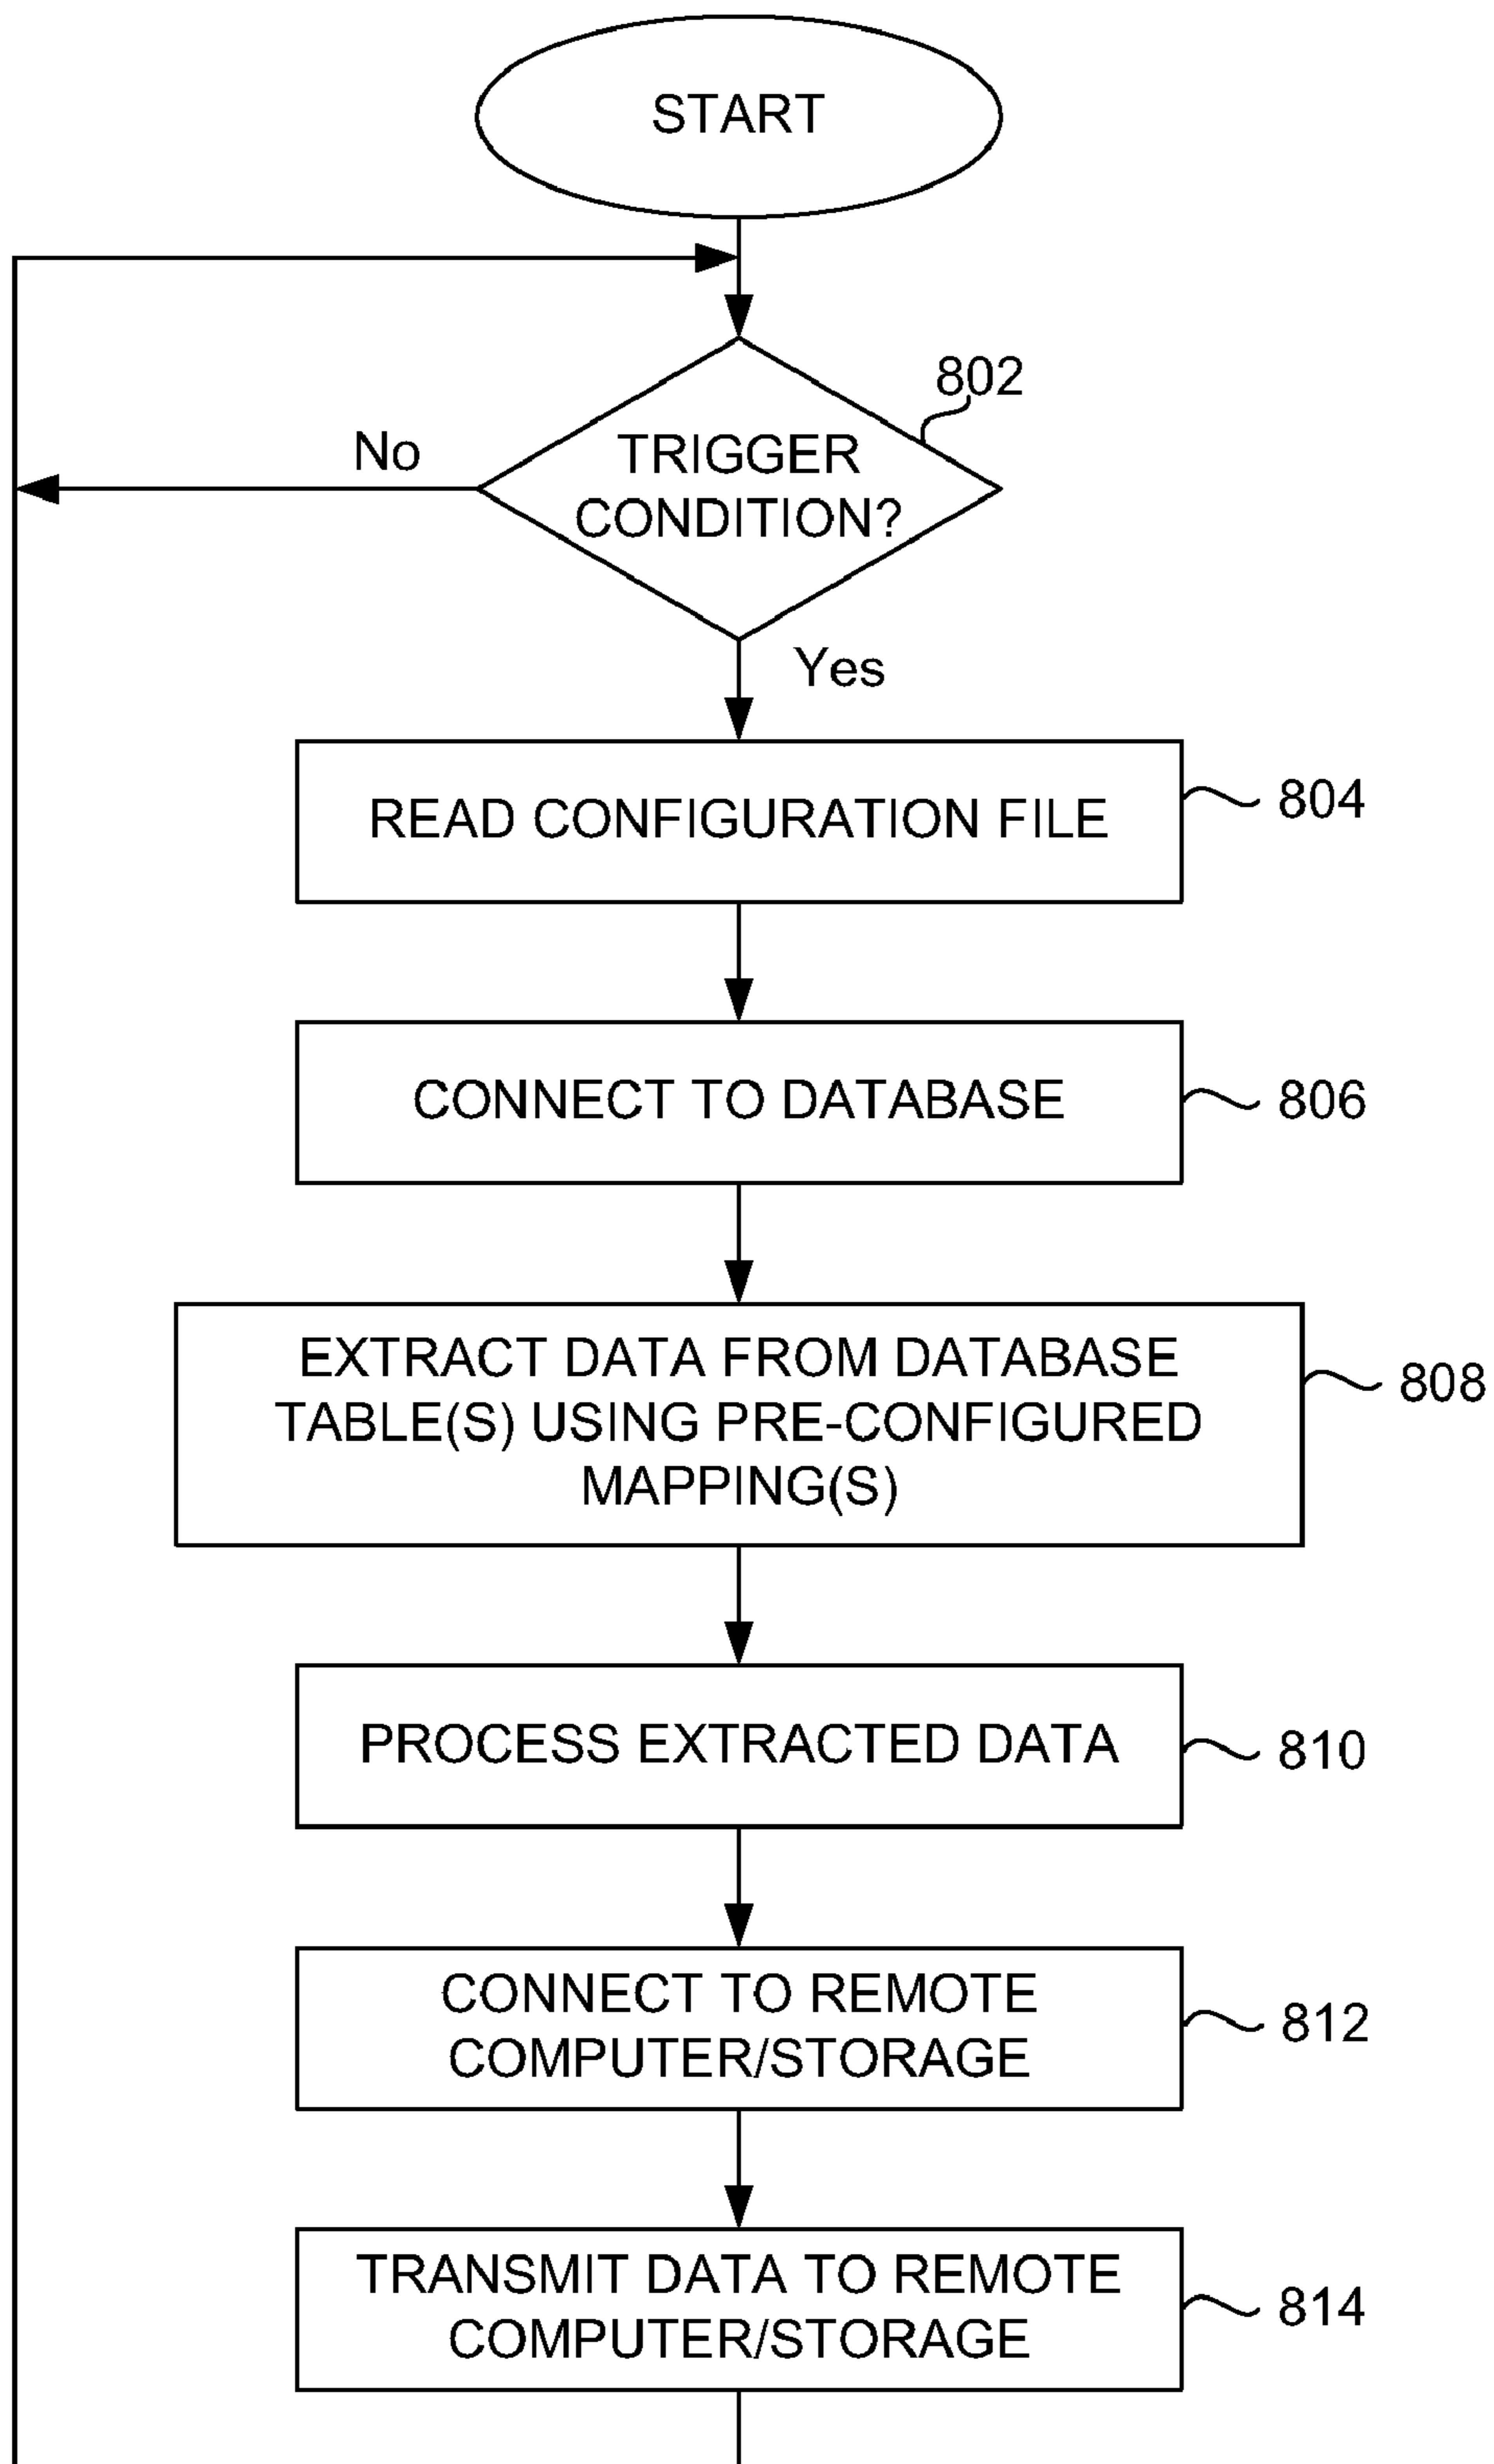 START
802
No
TRIGGER
CONDITION?
Yes
READ CONFIGURATION FILE
804
CONNECT TO DATABASE
806
EXTRACT DATA FROM DATABASE
TABLE(S) USING PRE-CONFIGURED
MAPPING(S)
808
PROCESS EXTRACTED DATA
810
CONNECT TO REMOTE
COMPUTER/STORAGE
812
TRANSMIT DATA TO REMOTE
COMPUTER/STORAGE
814